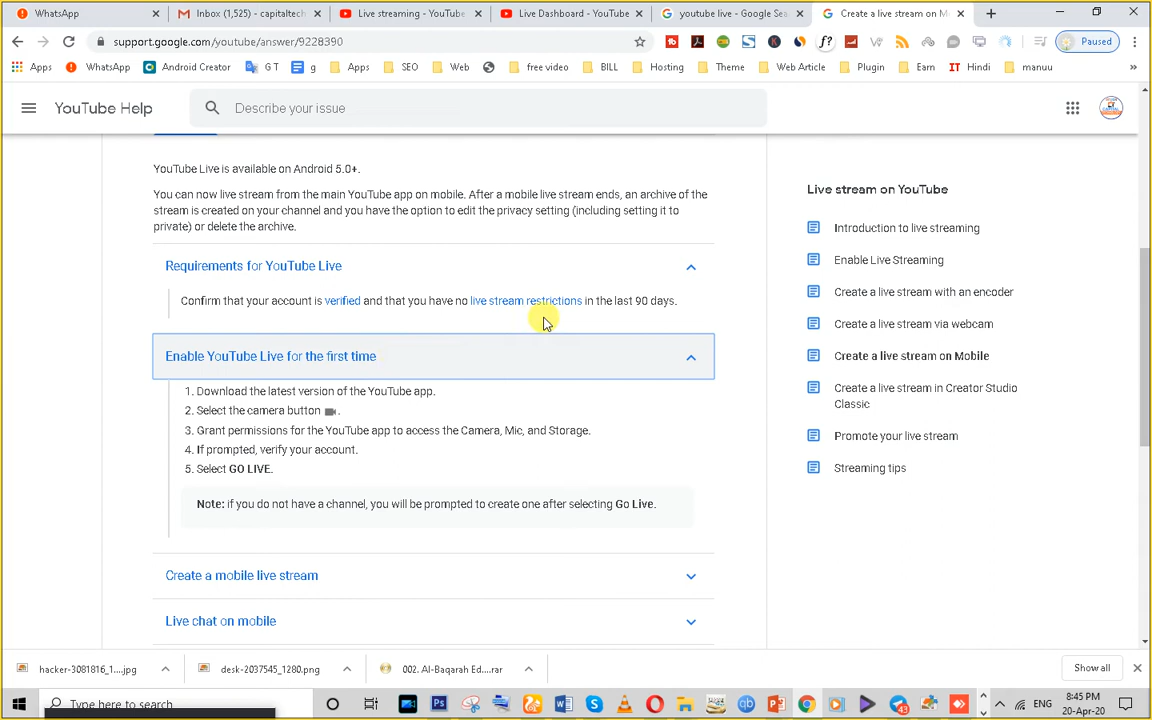 WhatsApp
Inbox (1,525) - capitaltech
Live streaming - YouTube
Live Dashboard - YouTube
youtube live - Google Sea
Create a live stream on M
support.google.com/youtube/answer/9228390
Paused
Apps
WhatsApp
Android Creator
G T
g
Apps
SEO
Web
free video
BILL
Hosting
Theme
Web Article
Plugin
Earn
IT Hindi
manuu
YouTube Help
Describe your issue
YouTube Live is available on Android 5.0+.
You can now live stream from the main YouTube app on mobile. After a mobile live stream ends, an archive of the
stream is created on your channel and you have the option to edit the privacy setting (including setting it to
private) or delete the archive.
Requirements for YouTube Live
Confirm that your account is verified and that you have no live stream restrictions in the last 90 days.
Enable YouTube Live for the first time
1. Download the latest version of the YouTube app.
2. Select the camera button .
3. Grant permissions for the YouTube app to access the Camera, Mic, and Storage.
4. If prompted, verify your account.
5. Select GO LIVE.
Note: if you do not have a channel, you will be prompted to create one after selecting Go Live.
Create a mobile live stream
Live chat on mobile
Live stream on YouTube
Introduction to live streaming
Enable Live Streaming
Create a live stream with an encoder
Create a live stream via webcam
Create a live stream on Mobile
Create a live stream in Creator Studio
Classic
Promote your live stream
Streaming tips
hacker-3081816_1....jpg
desk-2037545_1280.png
002. Al-Baqarah Ed....rar
Show all
Type here to search
43
ENG
8:45 PM
20-Apr-20